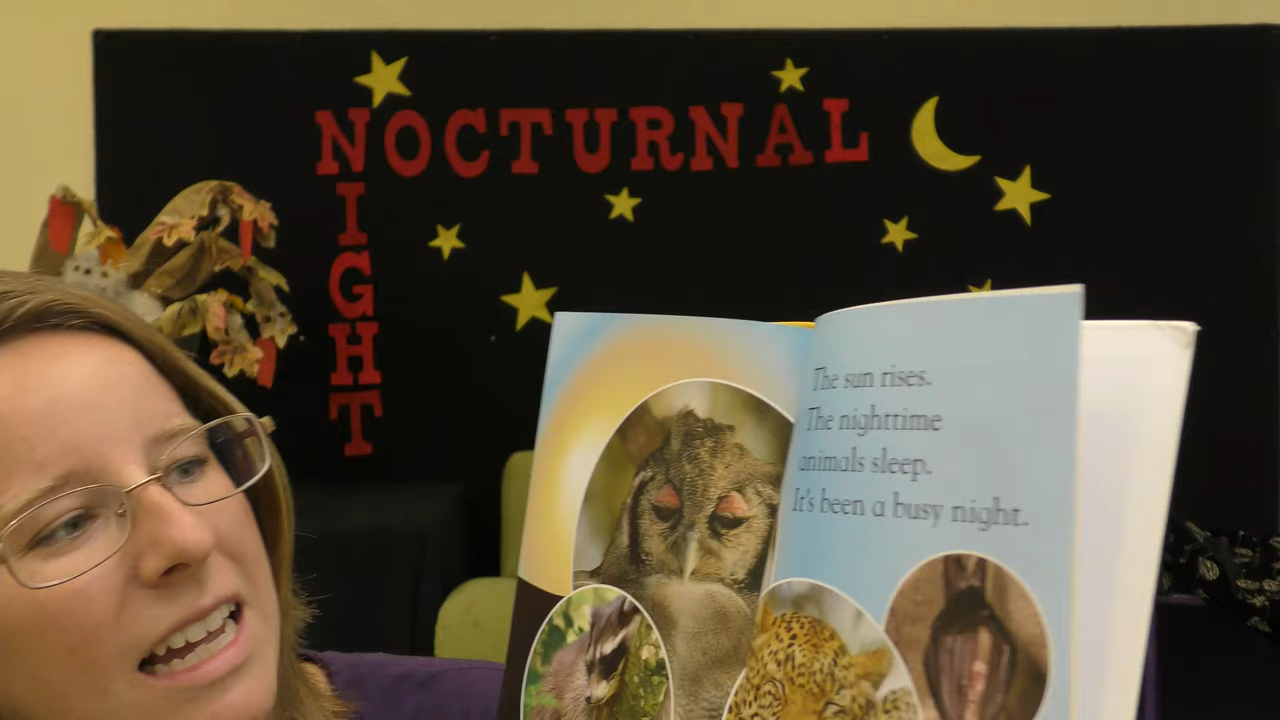 NOCTURNAL
NIGHT
The sun rises.
The nighttime
animals sleep.
It's been a busy night.